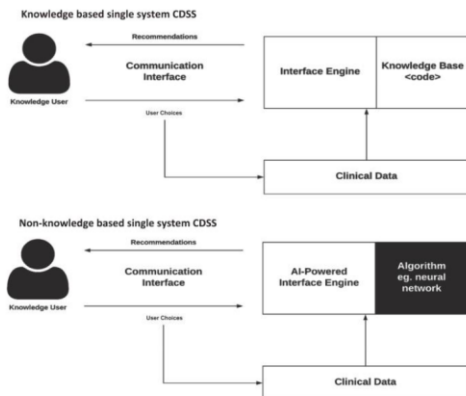 Knowledge based single system CDSS
Recommendations
Communication
Interface
Knowledge User
User Choices
Interface Engine
Knowledge Base
<code>
Clinical Data
Non-knowledge based single system CDSS
Recommendations
Communication
Interface
Knowledge User
User Choices
AI-Powered
Interface Engine
Algorithm
eg. neural
network
Clinical Data